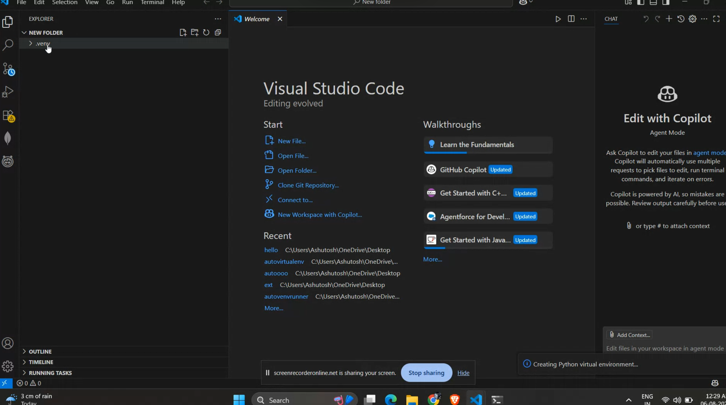 File Edit Selection View Go Run Terminal Help
New folder
EXPLORER
NEW FOLDER
.venv
OUTLINE
TIMELINE
RUNNING TASKS
Welcome
Visual Studio Code
Editing evolved
Start
New File...
Open File...
Open Folder...
Clone Git Repository...
Connect to...
New Workspace with Copilot...
Recent
hello C:\Users\Ashutosh\OneDrive\Desktop
autovirtualenv C:\Users\Ashutosh\OneDrive\...
autoooo C:\Users\Ashutosh\OneDrive\Desktop
ext C:\Users\Ashutosh\OneDrive\Desktop
autovenvrunner C:\Users\Ashutosh\OneDrive...
More...
Walkthroughs
Learn the Fundamentals
GitHub Copilot Updated
Get Started with C+... Updated
Agentforce for Devel... Updated
Get Started with Java... Updated
More...
CHAT
Edit with Copilot
Agent Mode
Ask Copilot to edit your files in agent mode
Copilot will automatically use multiple
requests to pick files to edit, run terminal
commands, and iterate on errors.
Copilot is powered by AI, so mistakes are
possible. Review output carefully before us
or type # to attach context
Add Context...
Edit files in your workspace in agent mode
Creating Python virtual environment...
screenrecorderonline.net is sharing your screen.
Stop sharing
Hide
0 0
3 cm of rain
Today
Search
ENG
IN
12:29 A
06-08-20